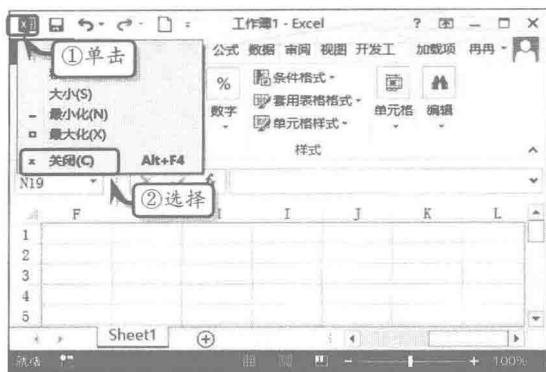 工作簿1 - Excel
①单击
公式 数据 审阅 视图 开发工 加载项 冉冉
大小(S)
最小化(N)
最大化(X)
关闭(C) Alt+F4
②选择
%
数字
条件格式
套用表格格式
单元格样式
样式
单元格
编辑
N19
F I J K L
1
2
3
4
5
Sheet1
就绪
100%